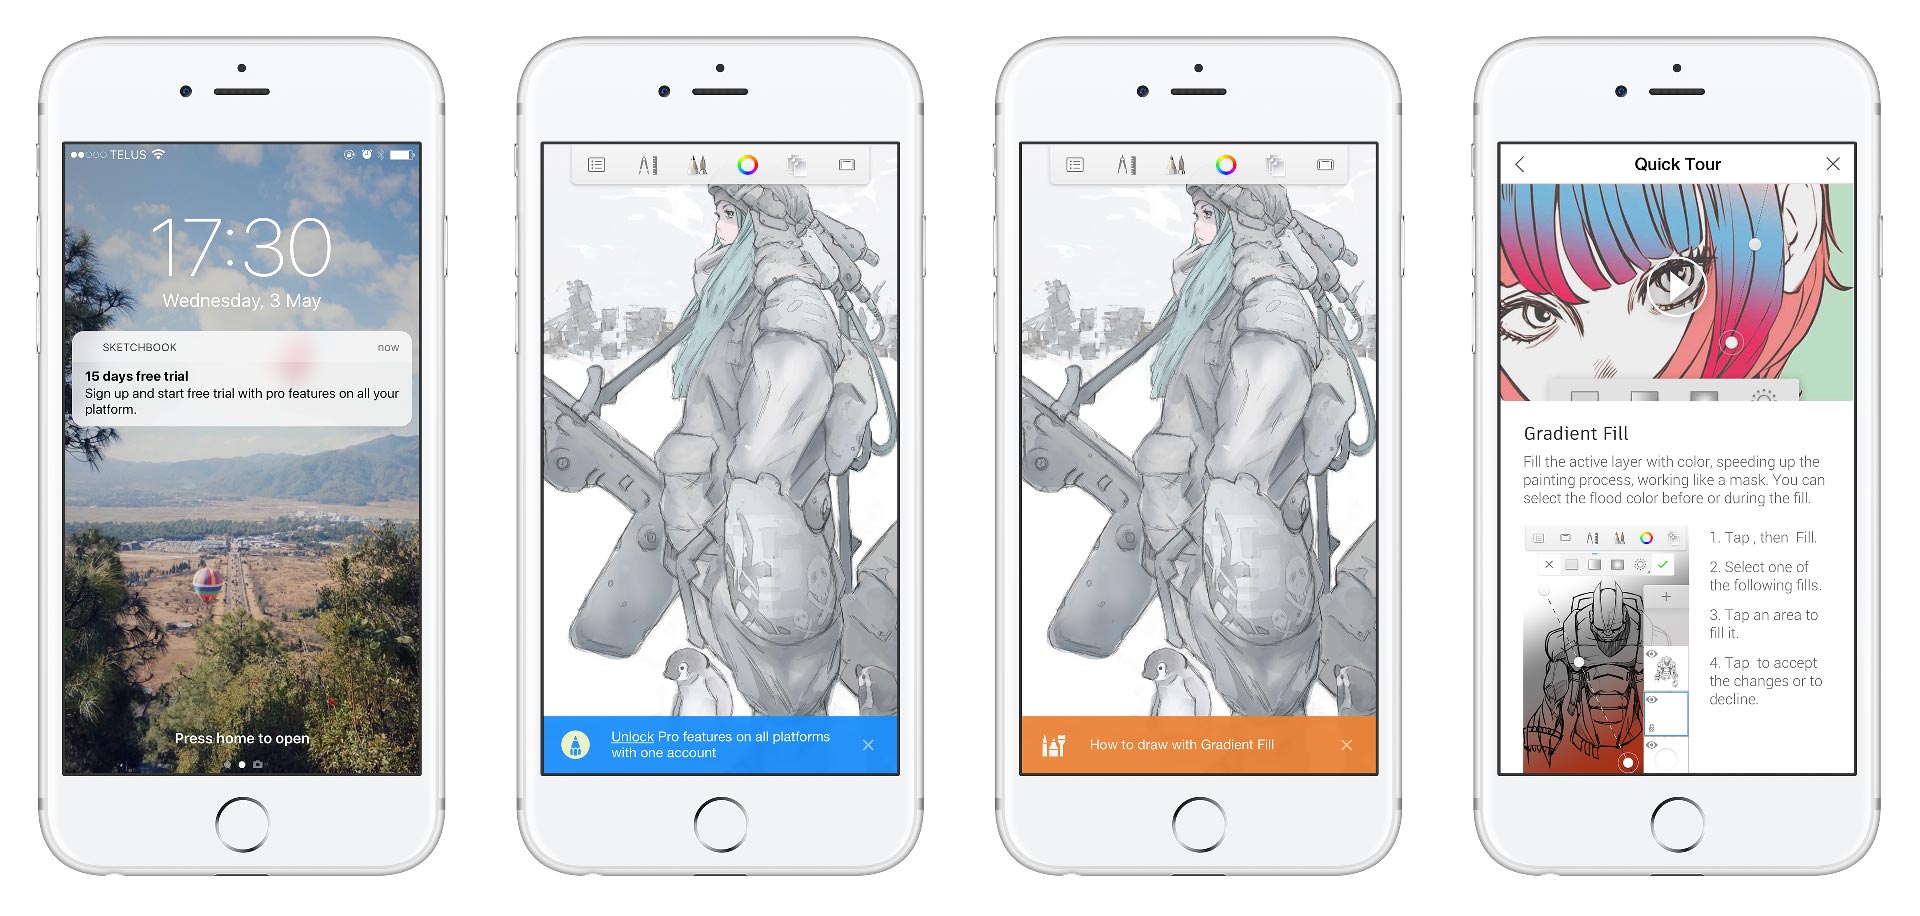 TELUS
17:30
Wednesday, 3 May
SKETCHBOOK now
15 days free trial
Sign up and start free trial with pro features on all your
platform.
Press home to open
Unlock Pro features on all platforms
with one account
How to draw with Gradient Fill
Quick Tour
Gradient Fill
Fill the active layer with color, speeding up the
painting process, working like a mask. You can
select the flood color before or during the fill.
1. Tap , then Fill.
2. Select one of
the following fills.
3. Tap an area to
fill it.
4. Tap to accept
the changes or to
decline.